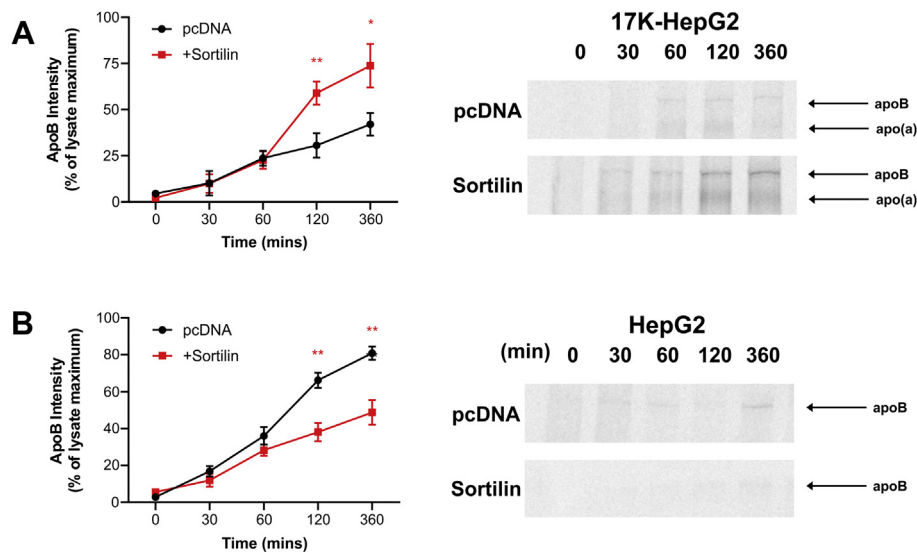 A
ApoB Intensity
(% of lysate maximum)
100
75
50
25
0
pcDNA
+Sortilin
**
*
0 30 60 120 360
Time (mins)
17K-HepG2
0 30 60 120 360
pcDNA
apoB
apo(a)
Sortilin
apoB
apo(a)
B
ApoB Intensity
(% of lysate maximum)
100
80
60
40
20
0
pcDNA
+Sortilin
**
**
0 30 60 120 360
Time (mins)
HepG2
(min) 0 30 60 120 360
pcDNA
apoB
Sortilin
apoB